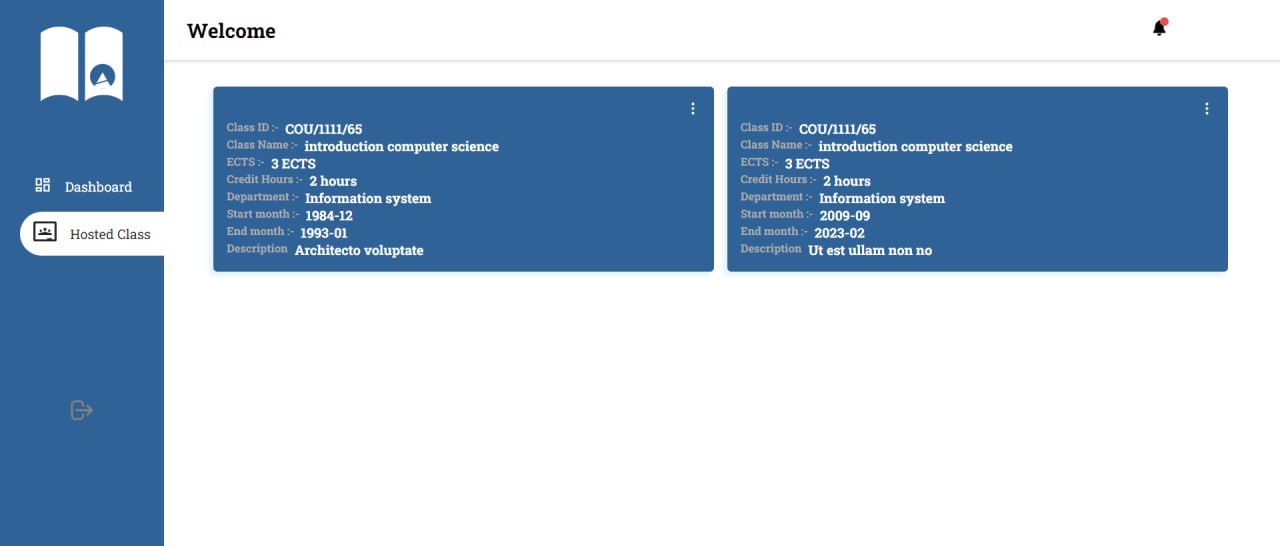 Welcome
Dashboard
Hosted Class
Class ID :- COU/1111/65
Class Name :- introduction computer science
ECTS :- 3 ECTS
Credit Hours :- 2 hours
Department :- Information system
Start month :- 1984-12
End month :- 1993-01
Description Architecto voluptate
Class ID :- COU/1111/65
Class Name :- introduction computer science
ECTS :- 3 ECTS
Credit Hours :- 2 hours
Department :- Information system
Start month :- 2009-09
End month :- 2023-02
Description Ut est ullam non no